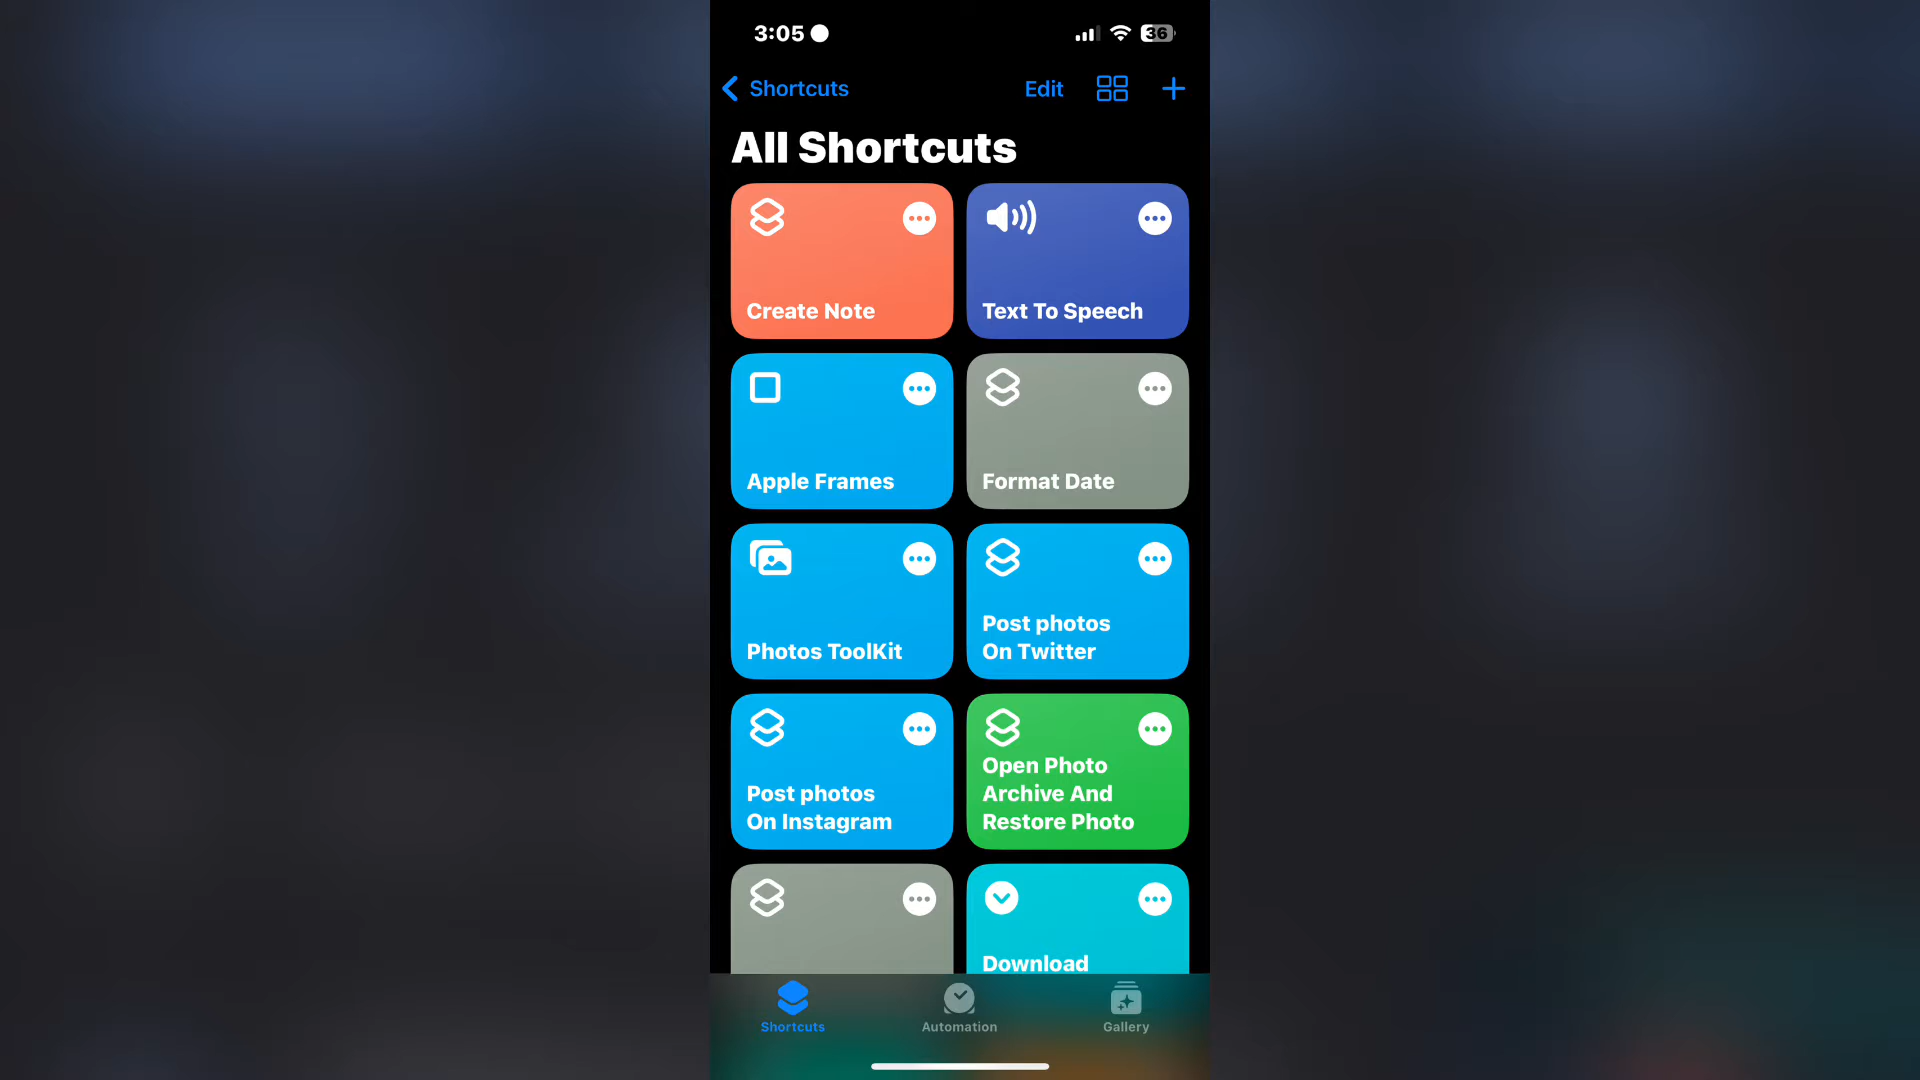 3:05
36
Shortcuts
Edit
All Shortcuts
Create Note
Text To Speech
Apple Frames
Format Date
Photos ToolKit
Post photos
On Twitter
Post photos
On Instagram
Open Photo
Archive And
Restore Photo
Download
Shortcuts
Automation
Gallery